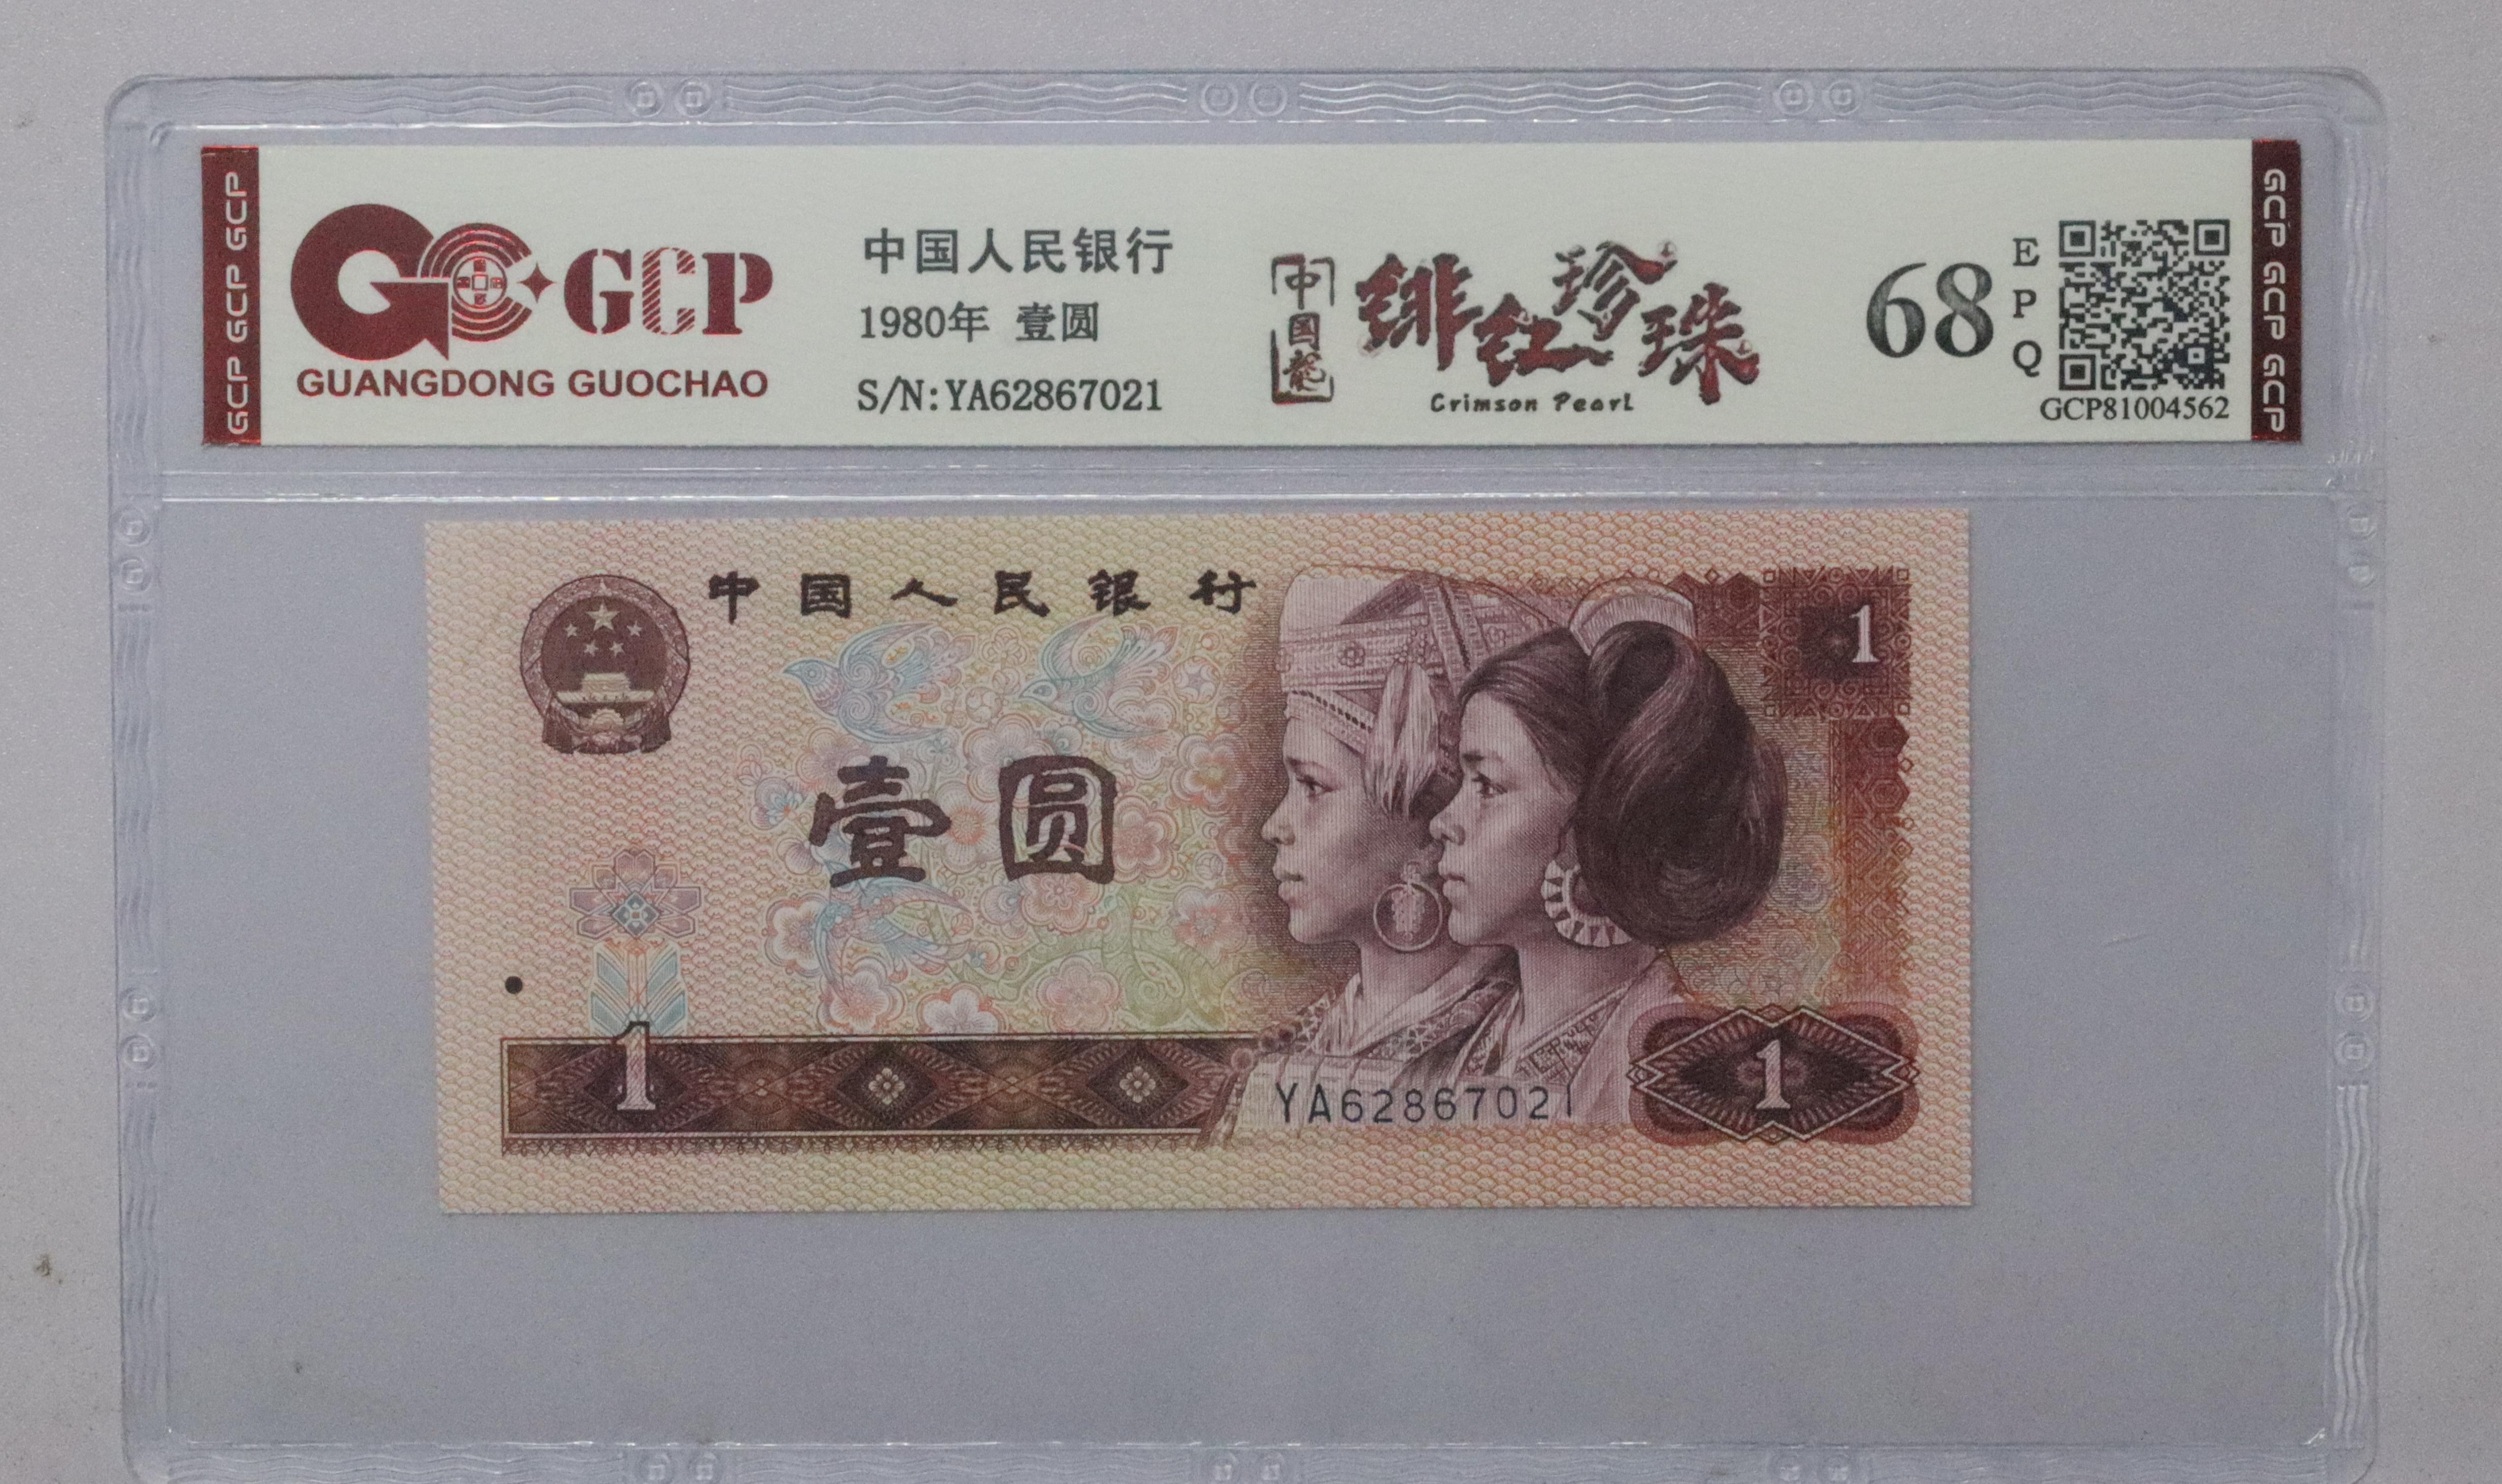 GCP GCP GCP
GCP
GUANGDONG GUOCHAO
中国人民银行
1980年 壹圆
S/N:YA62867021
中国龍
绯红珍珠
Crimson Pearl
68
EPQ
GCP81004562
GCP GCP GCP
中国人民银行
1
壹圆
1
YA62867021
1